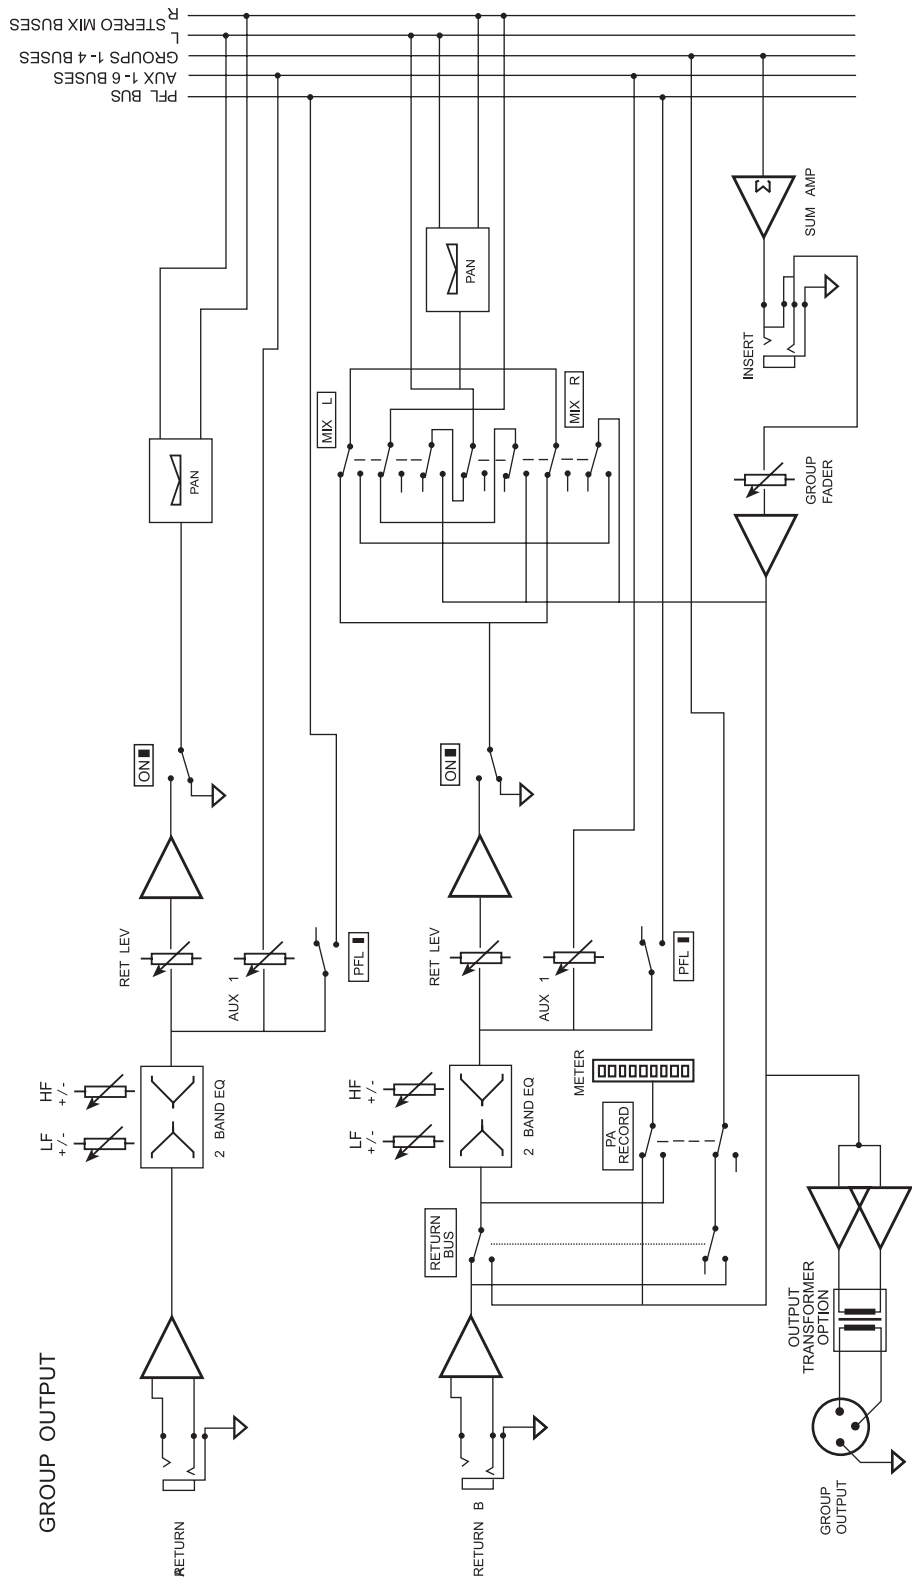 GROUP OUTPUT
R
L
STEREO MIX BUSES
GROUPS 1-4 BUSES
AUX 1-6 BUSES
PFL BUS
RETURN
A
LF
+/-
HF
+/-
2 BAND EQ
RET LEV
AUX 1
PFL
ON
PAN
RETURN B
RETURN
BUS
LF
+/-
HF
+/-
2 BAND EQ
RET LEV
AUX 1
PFL
ON
MIX L
MIX R
PAN
PA
RECORD
METER
GROUP
OUTPUT
OUTPUT
TRANSFORMER
OPTION
GROUP
FADER
INSERT
Σ
SUM AMP